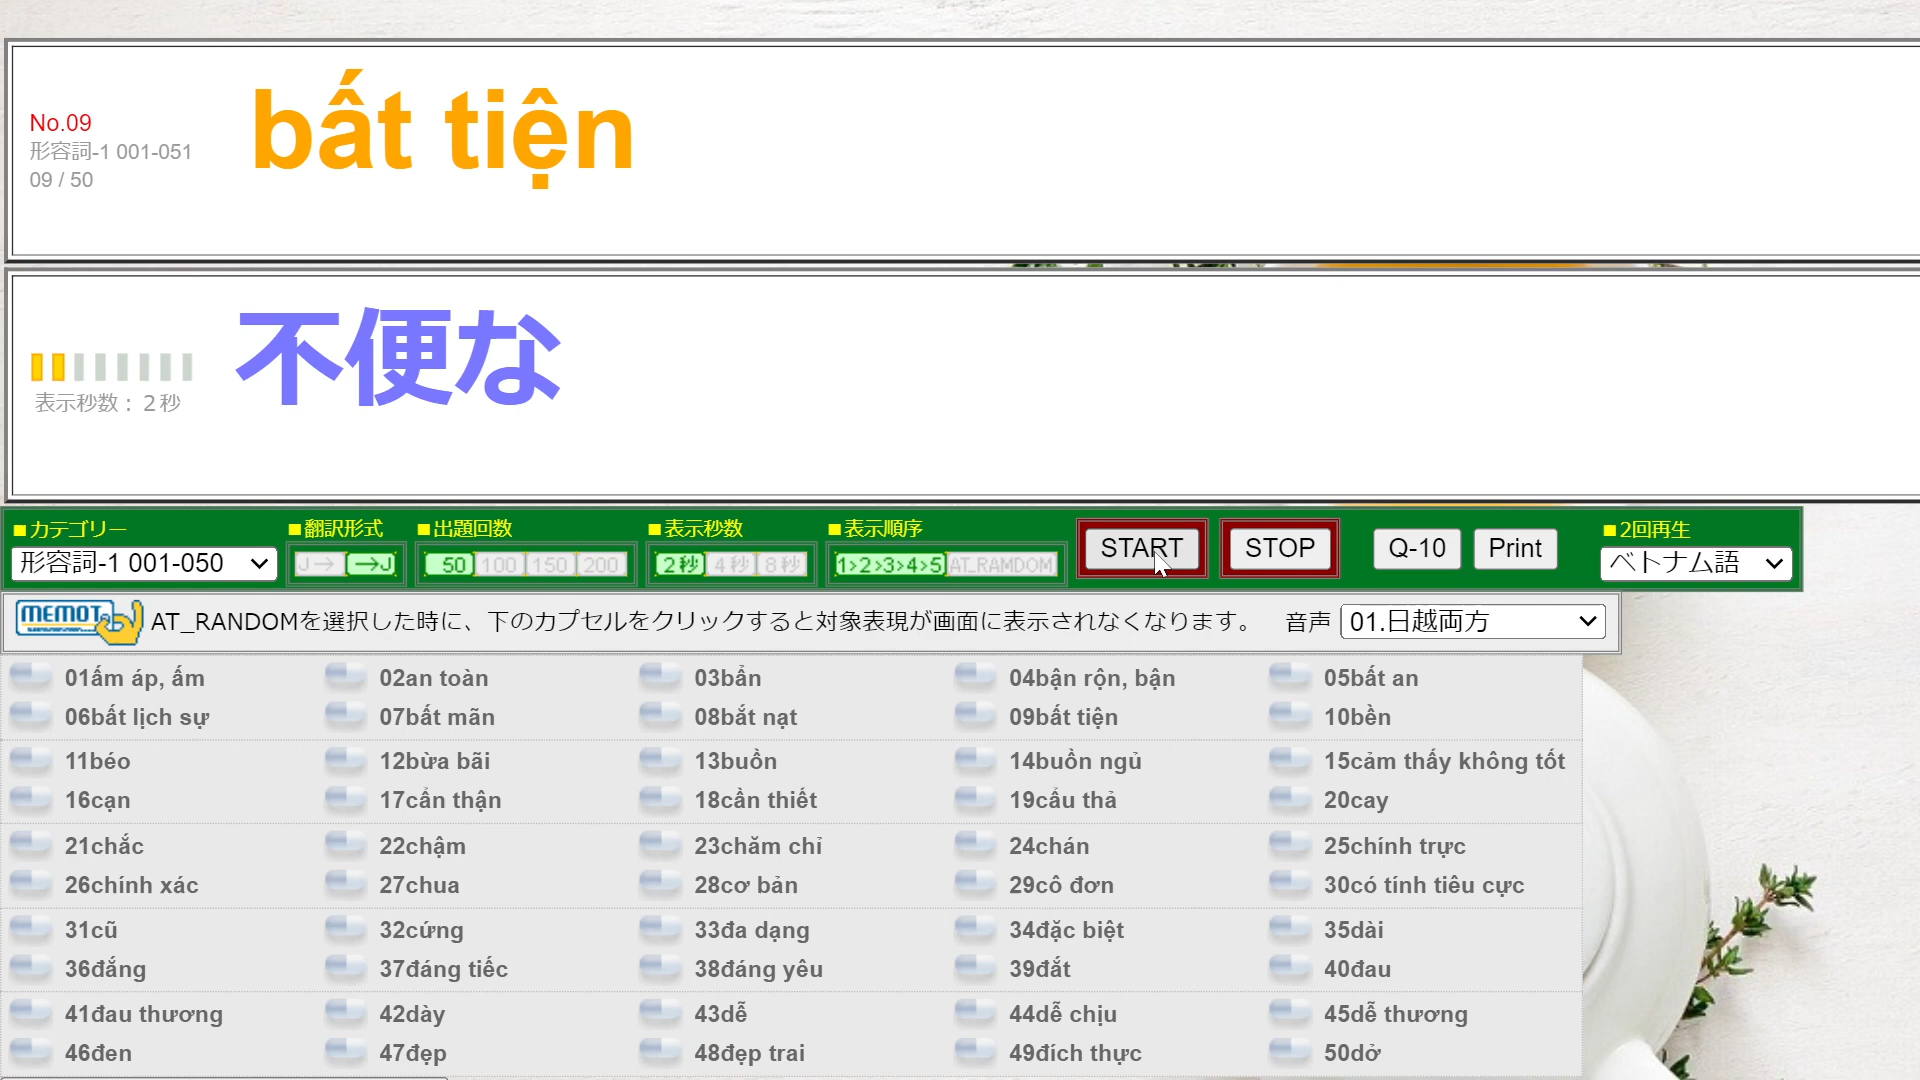 No.09
形容詞-1 001-051
09 / 50
bất tiện
不便な
表示秒数：2秒
■カテゴリー ■翻訳形式 ■出題回数 ■表示秒数 ■表示順序 ■2回再生
形容詞-1 001-050 J→ →J 50 100 150 200 2秒 4秒 8秒 1>2>3>4>5 AT_RAMDOM START STOP Q-10 Print ベトナム語
MEMOT AT_RANDOMを選択した時に、下のカプセルをクリックすると対象表現が画面に表示されなくなります。 音声 01.日越両方
01ấm áp, ấm 02an toàn 03bẩn 04bận rộn, bận 05bất an
06bất lịch sự 07bất mãn 08bắt nạt 09bất tiện 10bền
11béo 12bừa bãi 13buồn 14buồn ngủ 15cảm thấy không tốt
16cạn 17cẩn thận 18cần thiết 19cẩu thả 20cay
21chắc 22chậm 23chăm chỉ 24chán 25chính trực
26chính xác 27chua 28cơ bản 29cô đơn 30có tính tiêu cực
31cũ 32cứng 33đa dạng 34đặc biệt 35dài
36đắng 37đáng tiếc 38đáng yêu 39đắt 40đau
41đau thương 42dày 43dễ 44dễ chịu 45dễ thương
46đen 47đẹp 48đẹp trai 49đích thực 50dở